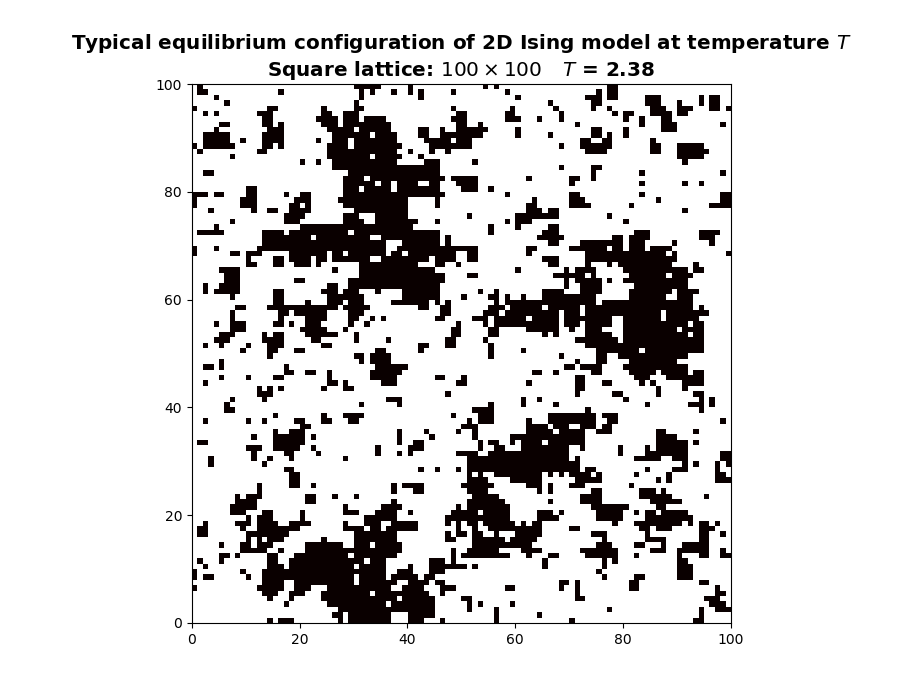 Typical equilibrium configuration of 2D Ising model at temperature T
Square lattice: 100 × 100 T = 2.38
100
80
60
40
20
0
0 20 40 60 80 100